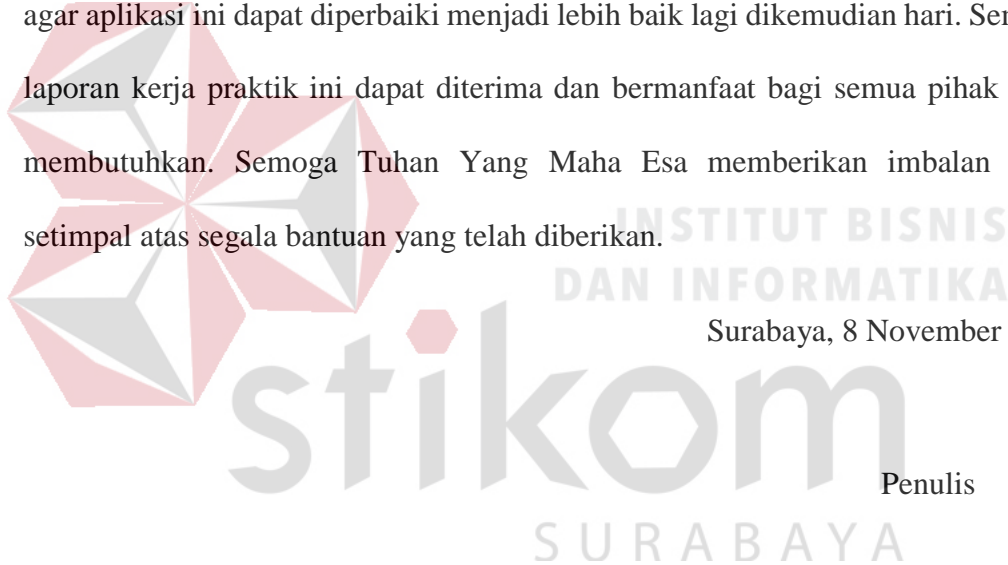 agar aplikasi ini dapat diperbaiki menjadi lebih baik lagi dikemudian hari. Sem
laporan kerja praktik ini dapat diterima dan bermanfaat bagi semua pihak
membutuhkan. Semoga Tuhan Yang Maha Esa memberikan imbalan
setimpal atas segala bantuan yang telah diberikan.
INSTITUT BISNIS
DAN INFORMATIKA
Surabaya, 8 November
stikom
Penulis
SURABAYA